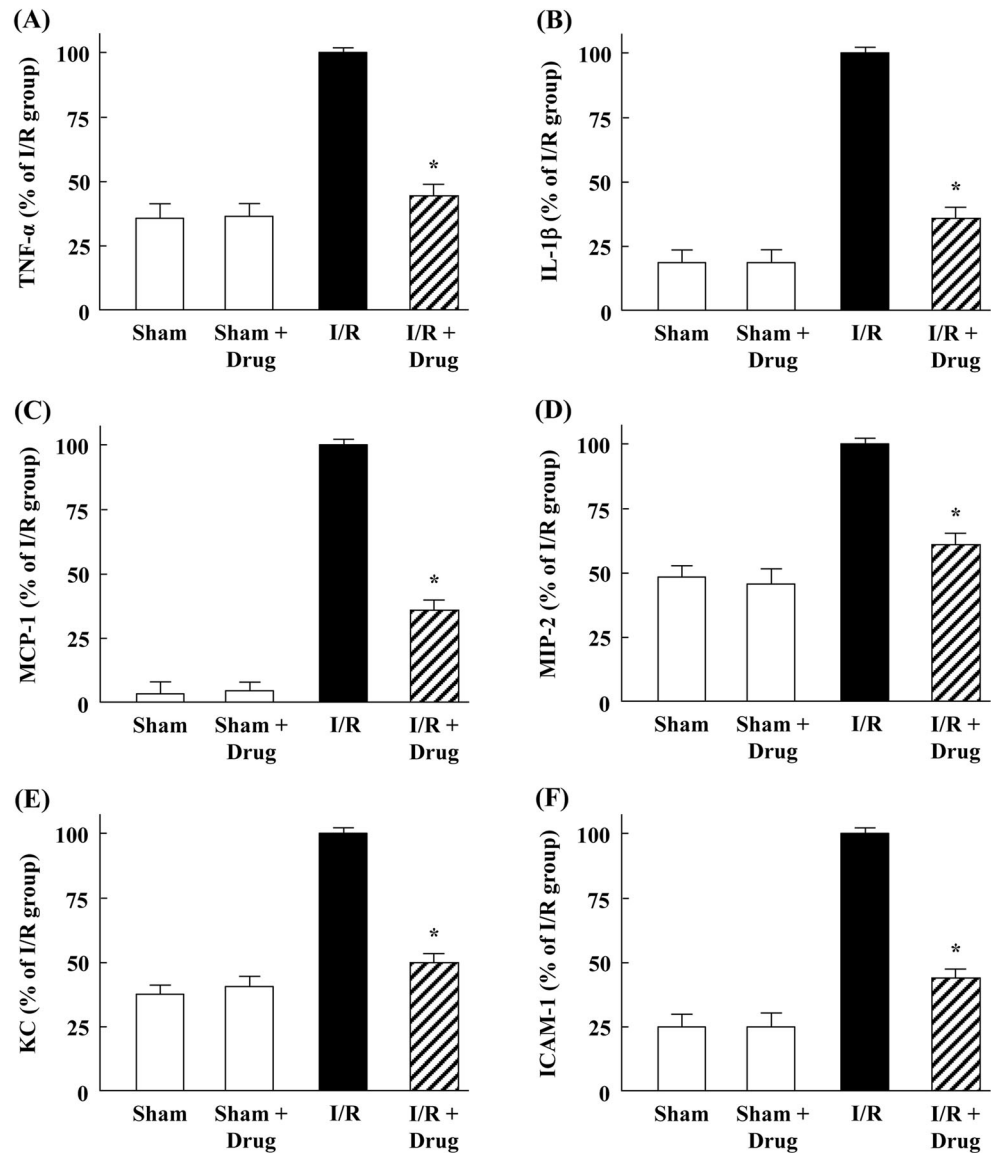 (A)
TNF-α (% of I/R group)
100
75
50
25
0
*
Sham
Sham +
Drug
I/R
I/R +
Drug
(B)
IL-1β (% of I/R group)
100
75
50
25
0
*
Sham
Sham +
Drug
I/R
I/R +
Drug
(C)
MCP-1 (% of I/R group)
100
75
50
25
0
*
Sham
Sham +
Drug
I/R
I/R +
Drug
(D)
MIP-2 (% of I/R group)
100
75
50
25
0
*
Sham
Sham +
Drug
I/R
I/R +
Drug
(E)
KC (% of I/R group)
100
75
50
25
0
*
Sham
Sham +
Drug
I/R
I/R +
Drug
(F)
ICAM-1 (% of I/R group)
100
75
50
25
0
*
Sham
Sham +
Drug
I/R
I/R +
Drug